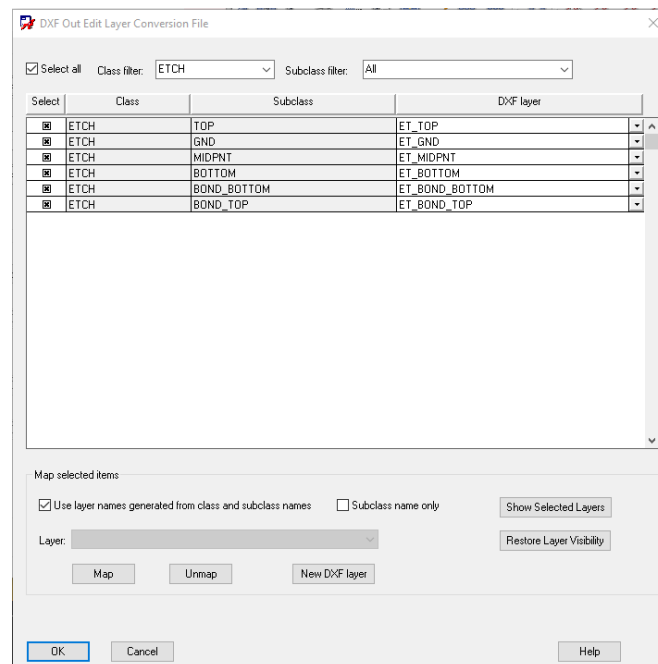 DXF Out Edit Layer Conversion File
Select all Class filter: ETCH Subclass filter: All
Select Class Subclass DXF layer
ETCH TOP ET_TOP
ETCH GND ET_GND
ETCH MIDPNT ET_MIDPNT
ETCH BOTTOM ET_BOTTOM
ETCH BOND_BOTTOM ET_BOND_BOTTOM
ETCH BOND_TOP ET_BOND_TOP
Map selected items
Use layer names generated from class and subclass names Subclass name only Show Selected Layers
Layer: Restore Layer Visibility
Map Unmap New DXF layer
OK Cancel Help